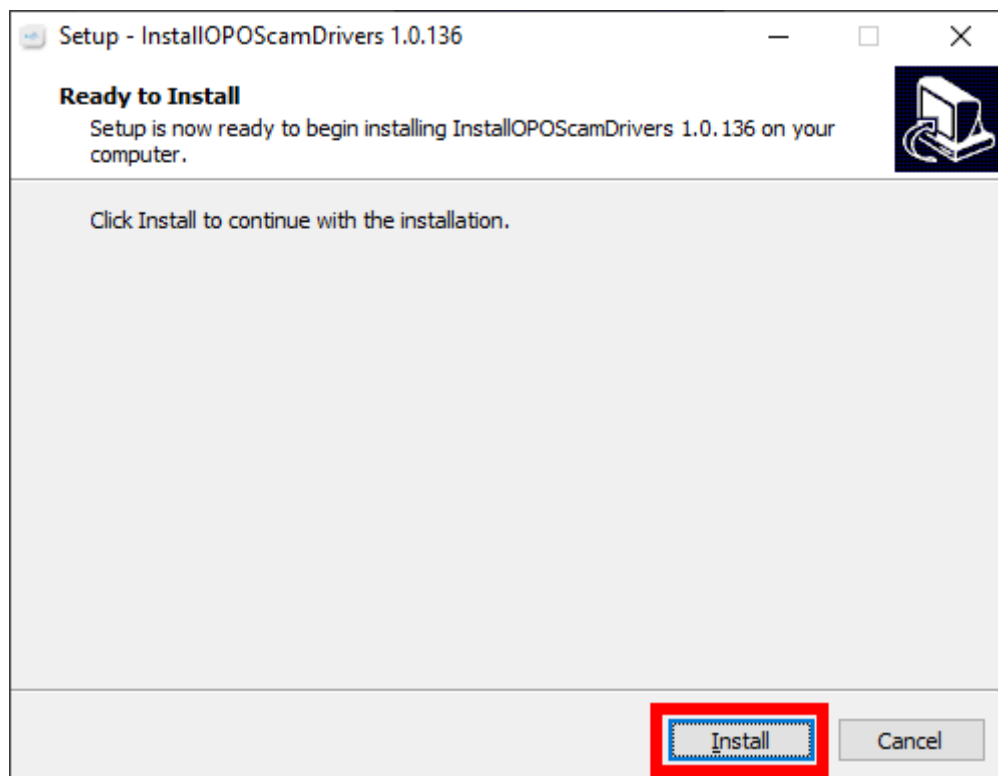 Setup - InstallOPOScamDrivers 1.0.136
Ready to Install
Setup is now ready to begin installing InstallOPOScamDrivers 1.0.136 on your
computer.
Click Install to continue with the installation.
Install
Cancel